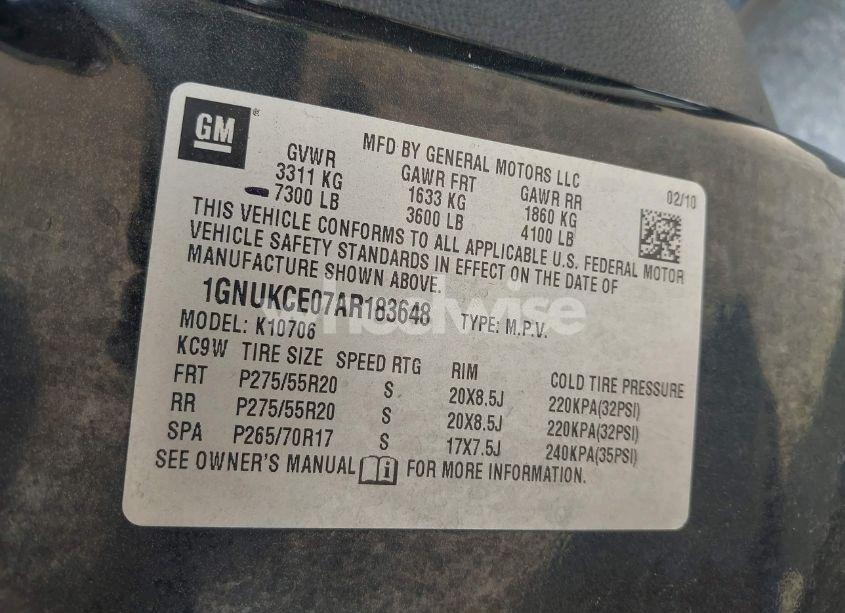 GM ®
MFD BY GENERAL MOTORS LLC
02/10
GVWR GAWR FRT GAWR RR
3311 KG 1633 KG 1860 KG
7300 LB 3600 LB 4100 LB
THIS VEHICLE CONFORMS TO ALL APPLICABLE U.S. FEDERAL MOTOR
VEHICLE SAFETY STANDARDS IN EFFECT ON THE DATE OF
MANUFACTURE SHOWN ABOVE.
1GNUKCE07AR183648 TYPE: M.P.V.
MODEL: K10706
KC9W TIRE SIZE SPEED RTG RIM COLD TIRE PRESSURE
FRT P275/55R20 S 20X8.5J 220KPA(32PSI)
RR P275/55R20 S 20X8.5J 220KPA(32PSI)
SPA P265/70R17 S 17X7.5J 240KPA(35PSI)
SEE OWNER'S MANUAL i FOR MORE INFORMATION.